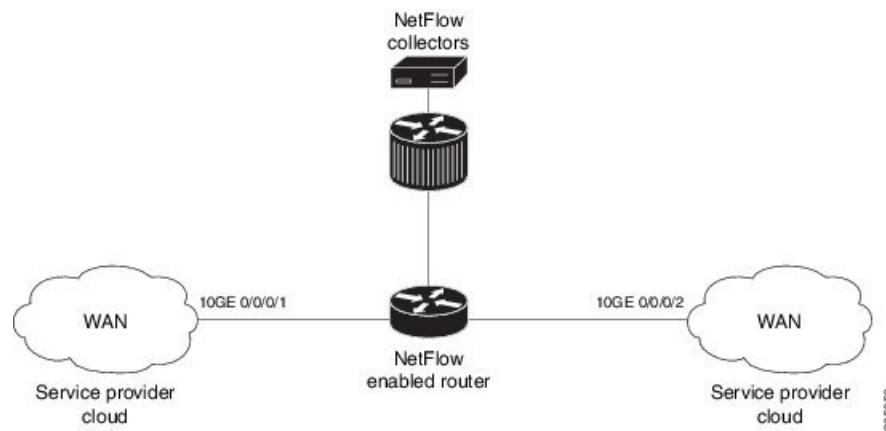 NetFlow
collectors
10GE 0/0/0/1
10GE 0/0/0/2
WAN
WAN
NetFlow
enabled router
Service provider
cloud
Service provider
cloud